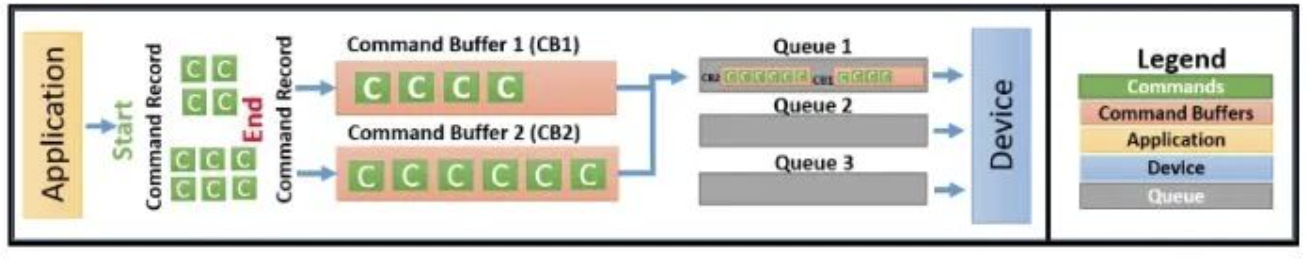 Application
Start
Command Record
C C
C C
C C C
C C C
End
Command Record
Command Buffer 1 (CB1)
C C C C
Command Buffer 2 (CB2)
C C C C C C
Queue 1
CB2 C C C C C C CB1 C C C C
Queue 2
Queue 3
Device
Legend
Commands
Command Buffers
Application
Device
Queue